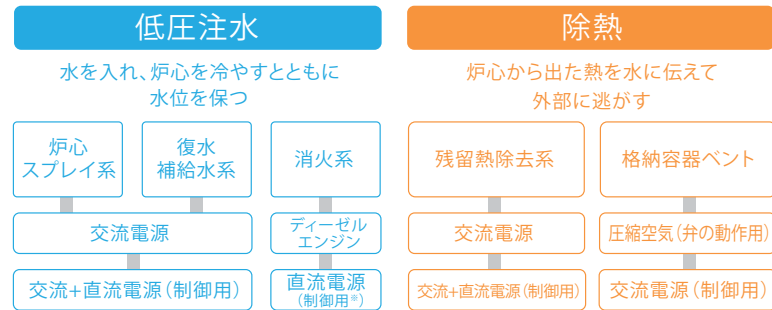 低圧注水
水を入れ、炉心を冷やすとともに
水位を保つ
炉心
スプレイ系
復水
補給水系
消火系
交流電源
ディーゼル
エンジン
交流+直流電源(制御用)
直流電源
(制御用※)
除熱
炉心から出た熱を水に伝えて
外部に逃がす
残留熱除去系
格納容器ベント
交流電源
圧縮空気(弁の動作用)
交流+直流電源(制御用)
交流電源(制御用)